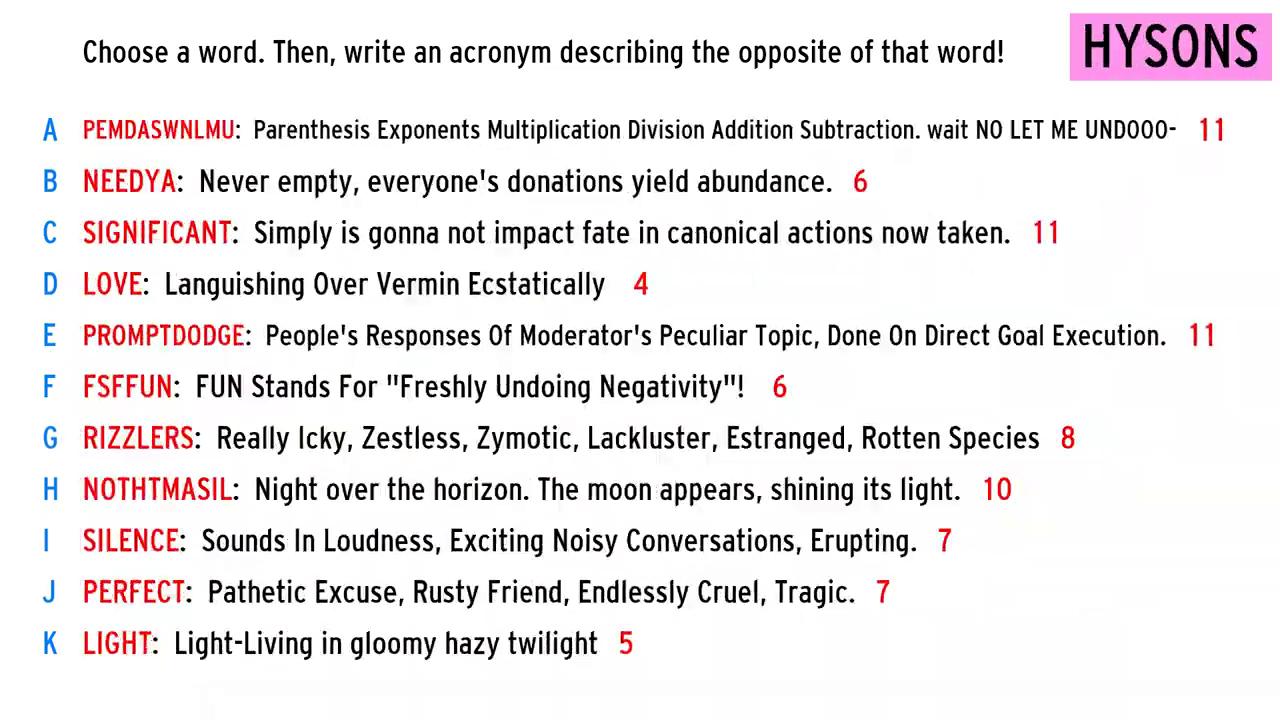 Choose a word. Then, write an acronym describing the opposite of that word!
HYSONS
A PEMDASWNLMU: Parenthesis Exponents Multiplication Division Addition Subtraction. wait NO LET ME UNDOOO- 11
B NEEDYA: Never empty, everyone's donations yield abundance. 6
C SIGNIFICANT: Simply is gonna not impact fate in canonical actions now taken. 11
D LOVE: Languishing Over Vermin Ecstatically 4
E PROMPTDODGE: People's Responses Of Moderator's Peculiar Topic, Done On Direct Goal Execution. 11
F FSFFUN: FUN Stands For "Freshly Undoing Negativity"! 6
G RIZZLERS: Really Icky, Zestless, Zymotic, Lackluster, Estranged, Rotten Species 8
H NOTHTMASIL: Night over the horizon. The moon appears, shining its light. 10
I SILENCE: Sounds In Loudness, Exciting Noisy Conversations, Erupting. 7
J PERFECT: Pathetic Excuse, Rusty Friend, Endlessly Cruel, Tragic. 7
K LIGHT: Light-Living in gloomy hazy twilight 5